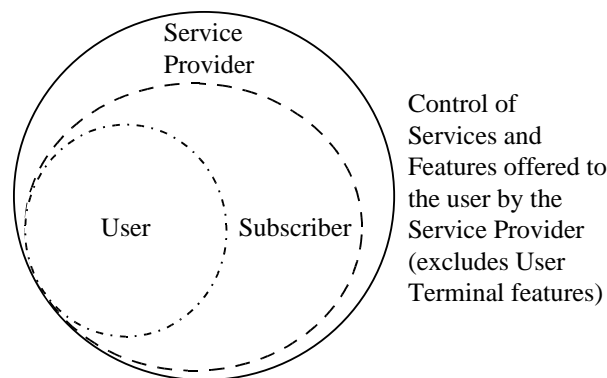 Service
Provider
Control of
Services and
Features offered to
the user by the
Service Provider
(excludes User
Terminal features)
User
Subscriber